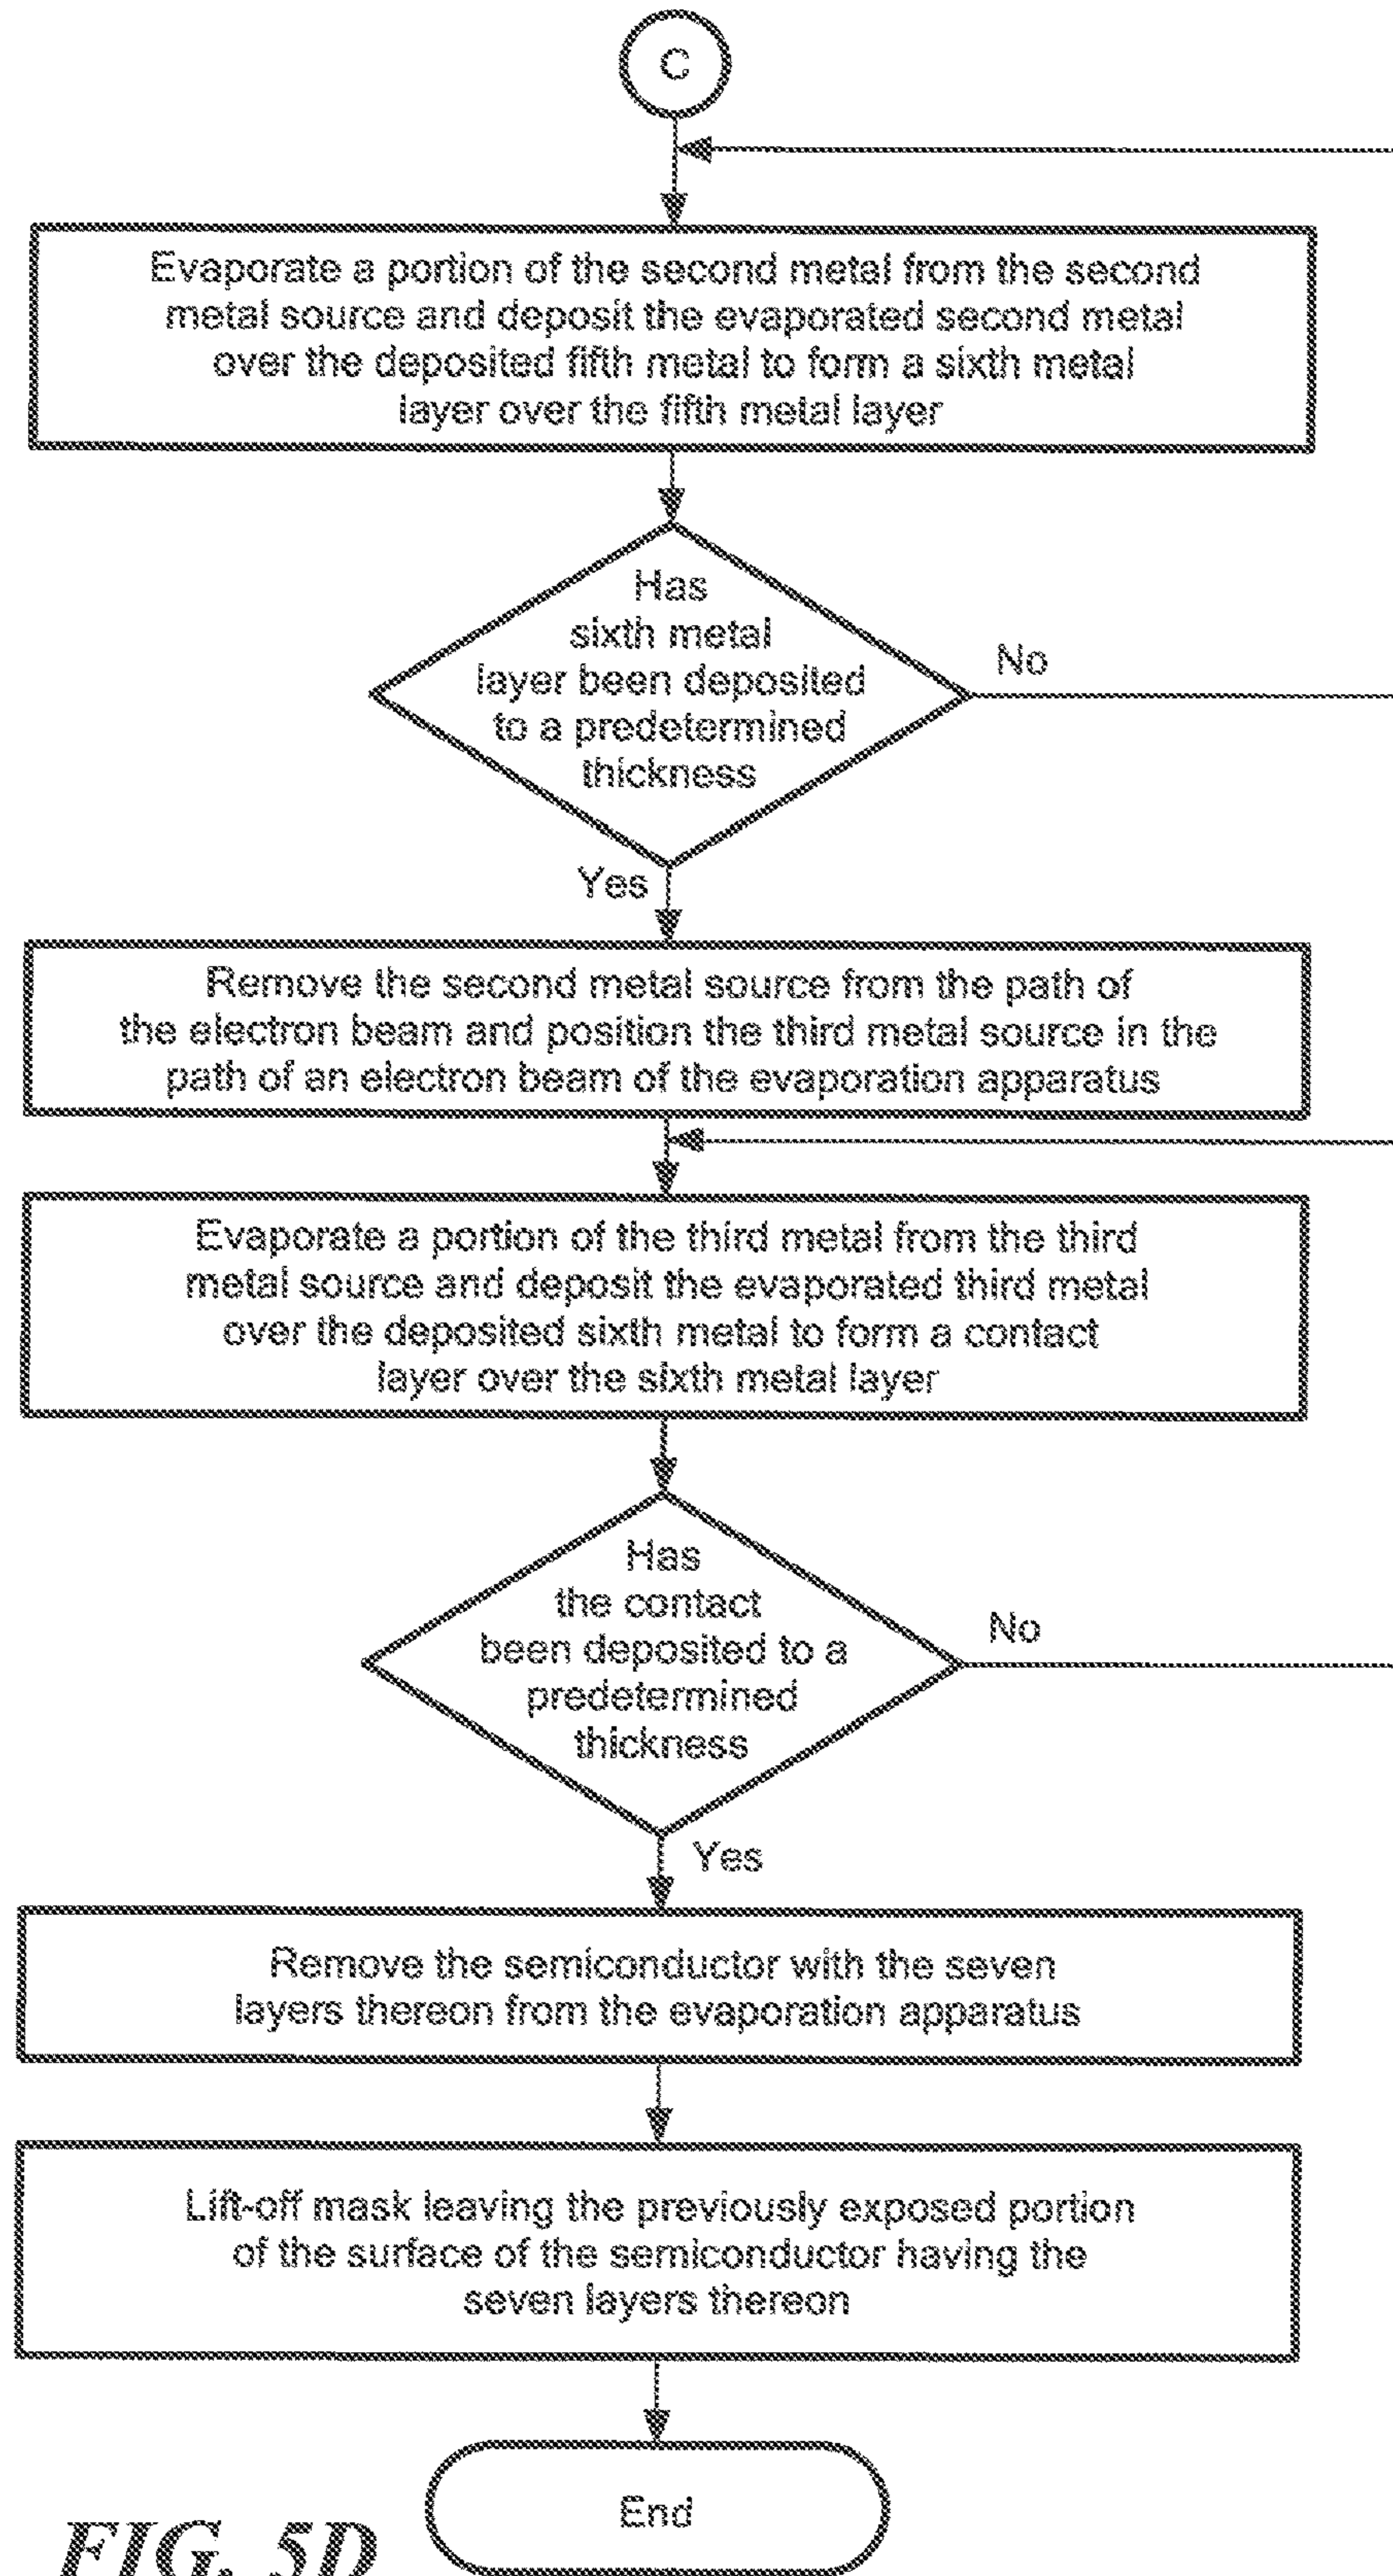 C
Evaporate a portion of the second metal from the second
metal source and deposit the evaporated second metal
over the deposited fifth metal to form a sixth metal
layer over the fifth metal layer
Has
sixth metal
layer been deposited
to a predetermined
thickness
No
Yes
Remove the second metal source from the path of
the electron beam and position the third metal source in the
path of an electron beam of the evaporation apparatus
Evaporate a portion of the third metal from the third
metal source and deposit the evaporated third metal
over the deposited sixth metal to form a contact
layer over the sixth metal layer
Has
the contact
been deposited to a
predetermined
thickness
No
Yes
Remove the semiconductor with the seven
layers thereon from the evaporation apparatus
Lift-off mask leaving the previously exposed portion
of the surface of the semiconductor having the
seven layers thereon
End
FIG. 5D